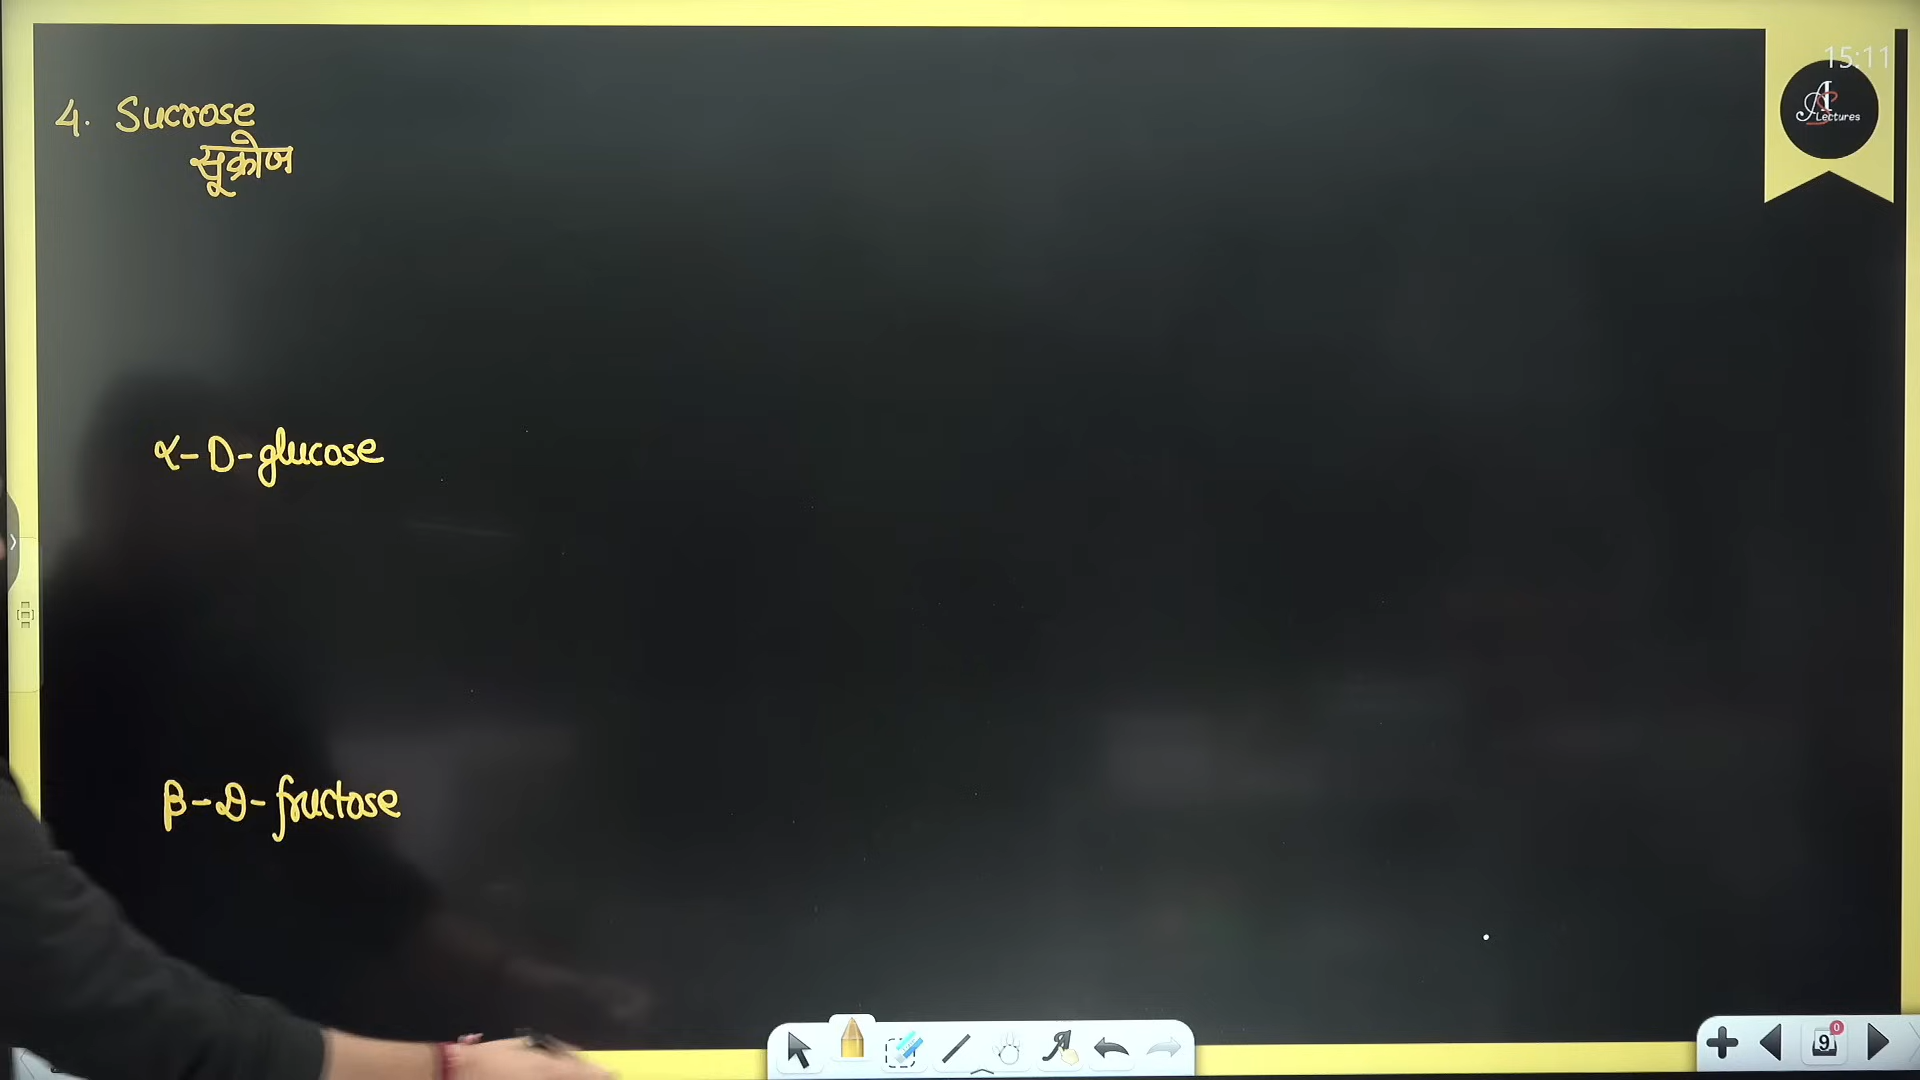 15:11
A
S
Lectures
4. Sucrose
सूक्रोज
α-D-glucose
β-D-fructose
9
0